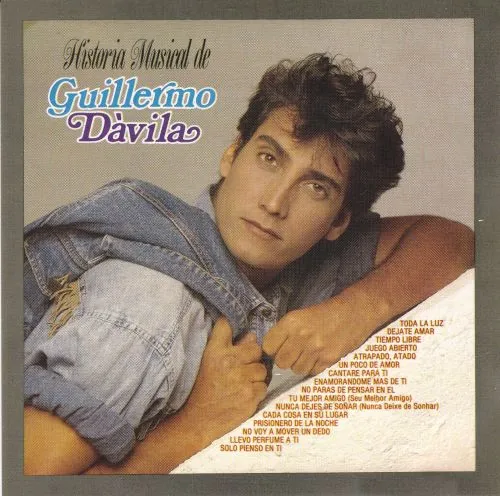 Historia Musical de
Guillermo
Dàvila
TODA LA LUZ
DEJATE AMAR
TIEMPO LIBRE
JUEGO ABIERTO
ATRAPADO, ATADO
UN POCO DE AMOR
CANTARE PARA TI
ENAMORANDOME MAS DE TI
NO PARAS DE PENSAR EN EL
TU MEJOR AMIGO (Seu Melhor Amigo)
NUNCA DEJES DE SOÑAR (Nunca Deixe de Sonhar)
CADA COSA EN SU LUGAR
PRISIONERO DE LA NOCHE
NO VOY A MOVER UN DEDO
LLEVO PERFUME A TI
SOLO PIENSO EN TI